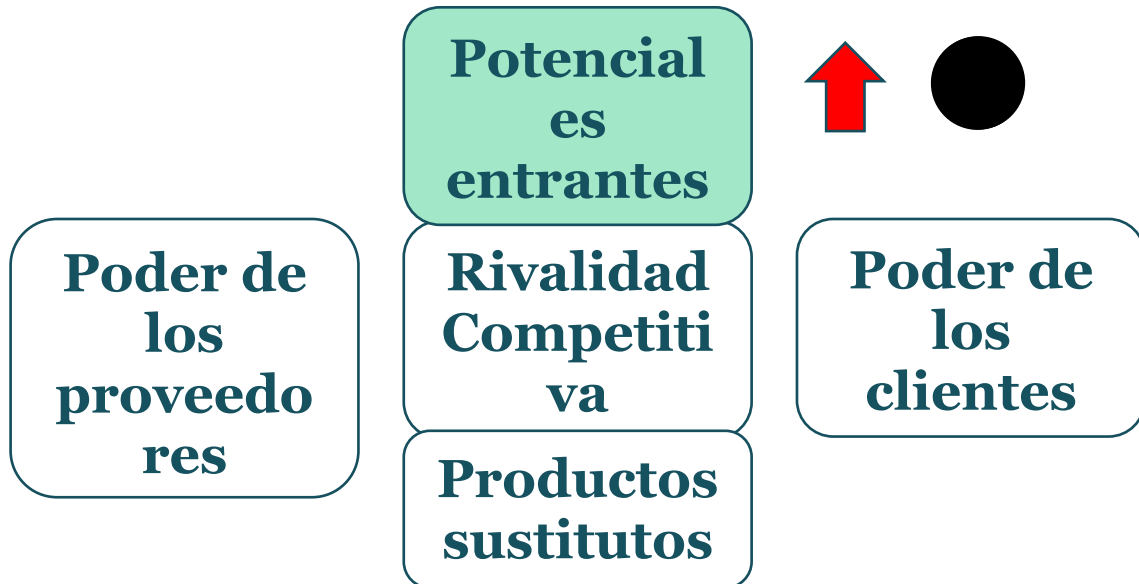 Potencial
es
entrantes
Poder de
los
proveedo
res
Rivalidad
Competiti
va
Poder de
los
clientes
Productos
sustitutos